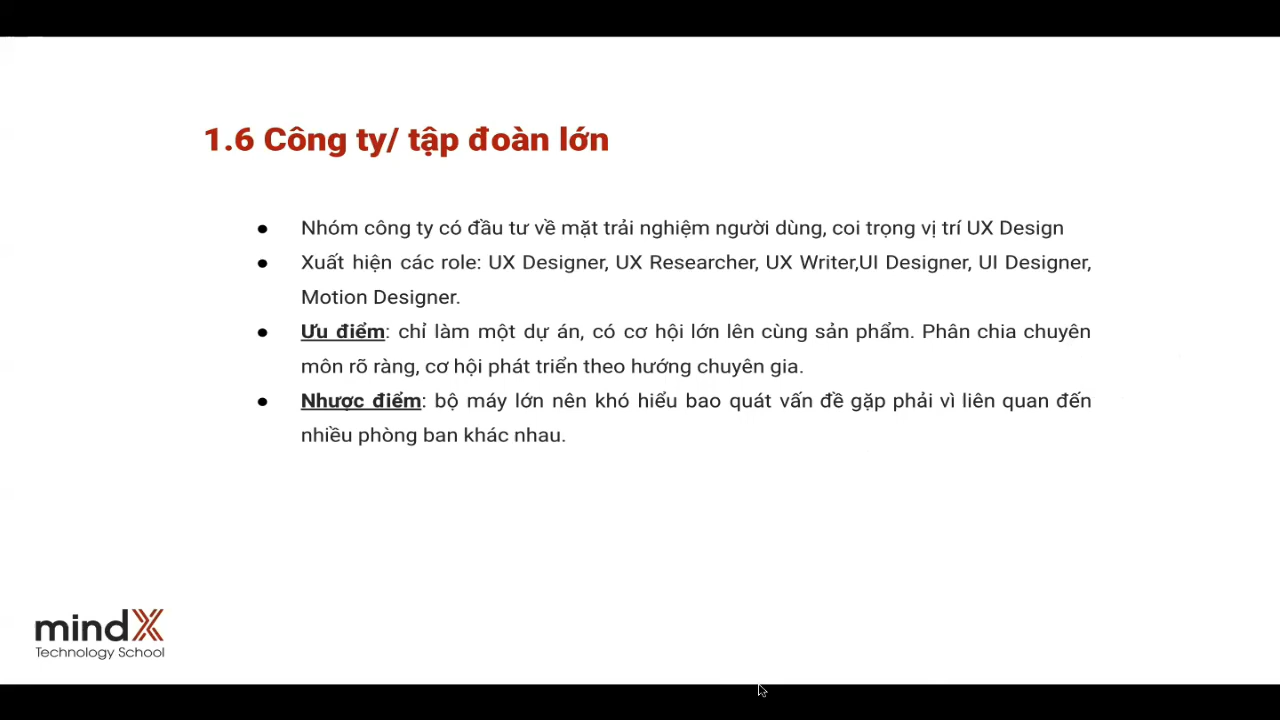 1.6 Công ty/ tập đoàn lớn
● Nhóm công ty có đầu tư về mặt trải nghiệm người dùng, coi trọng vị trí UX Design
● Xuất hiện các role: UX Designer, UX Researcher, UX Writer,UI Designer, UI Designer,
Motion Designer.
● Ưu điểm: chỉ làm một dự án, có cơ hội lớn lên cùng sản phẩm. Phân chia chuyên
môn rõ ràng, cơ hội phát triển theo hướng chuyên gia.
● Nhược điểm: bộ máy lớn nên khó hiểu bao quát vấn đề gặp phải vì liên quan đến
nhiều phòng ban khác nhau.
mindX
Technology School